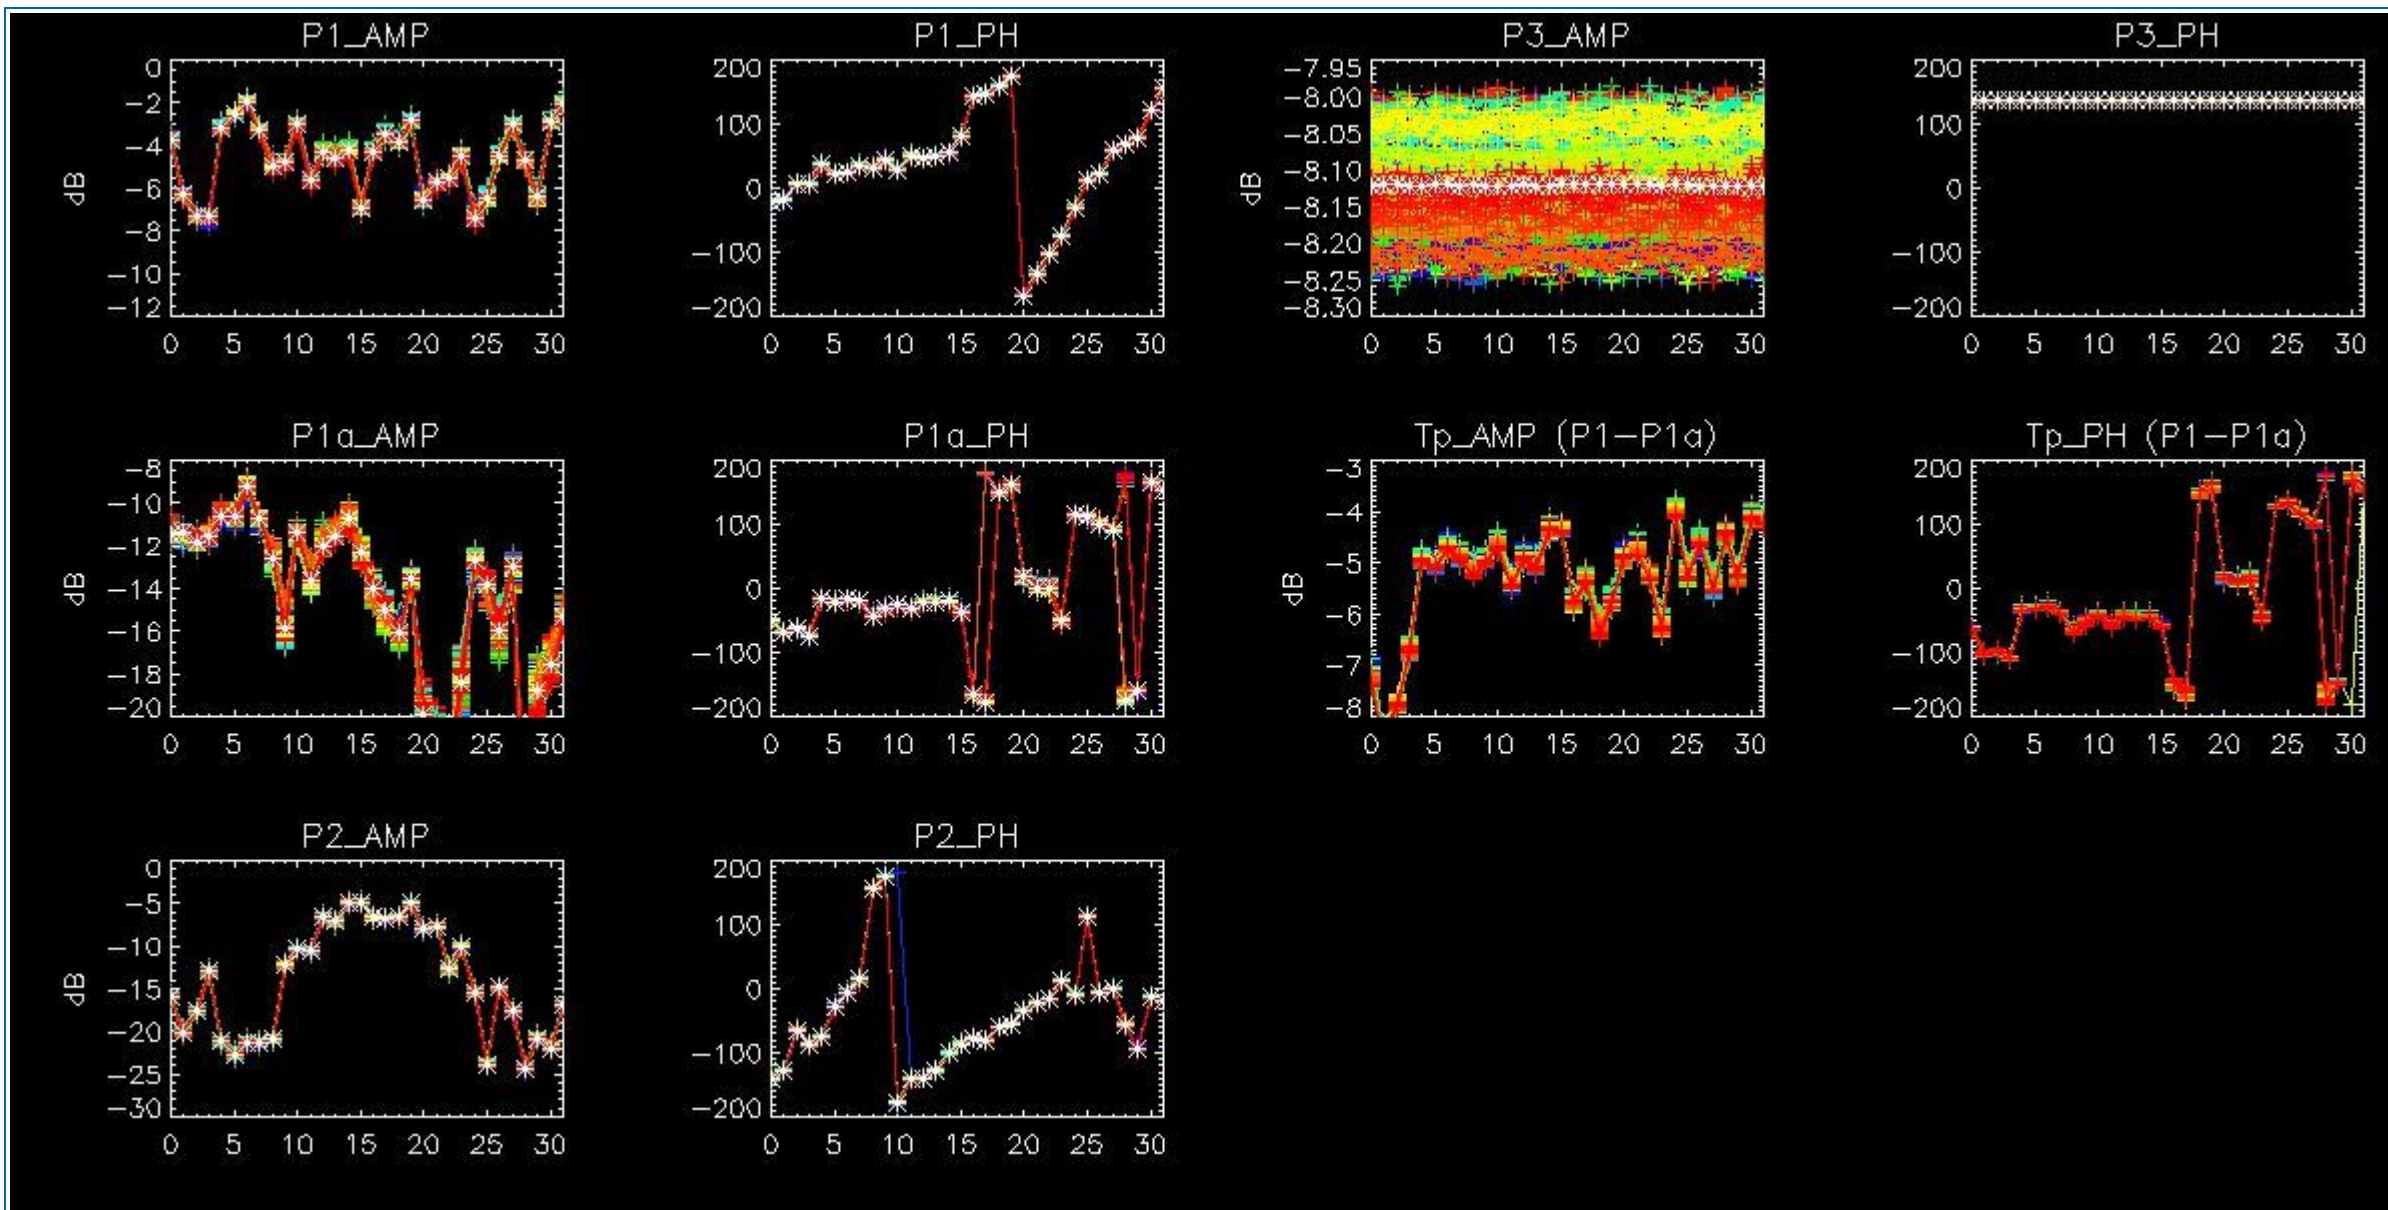 P1_AMP P1_PH P3_AMP P3_PH
0 200 -7.95 200
-2 -8.00
100 -8.05 100
-4 -8.10
dB -6 0 dB -8.15 0
-8 -8.20
-100 -100
-10 -8.25
-12 -200 -8.30 -200
0 5 10 15 20 25 30 0 5 10 15 20 25 30 0 5 10 15 20 25 30 0 5 10 15 20 25 30
P1a_AMP P1a_PH Tp_AMP (P1-P1a) Tp_PH (P1-P1a)
-8 200 -3 200
-10 -4
100 100
-12 -5
dB -14 0 dB 0
-16 -6
-100 -100
-18 -7
-20 -200 -8 -200
0 5 10 15 20 25 30 0 5 10 15 20 25 30 0 5 10 15 20 25 30 0 5 10 15 20 25 30
P2_AMP P2_PH
0 200
-5 100
-10
dB -15 0
-20 -100
-25
-30 -200
0 5 10 15 20 25 30 0 5 10 15 20 25 30